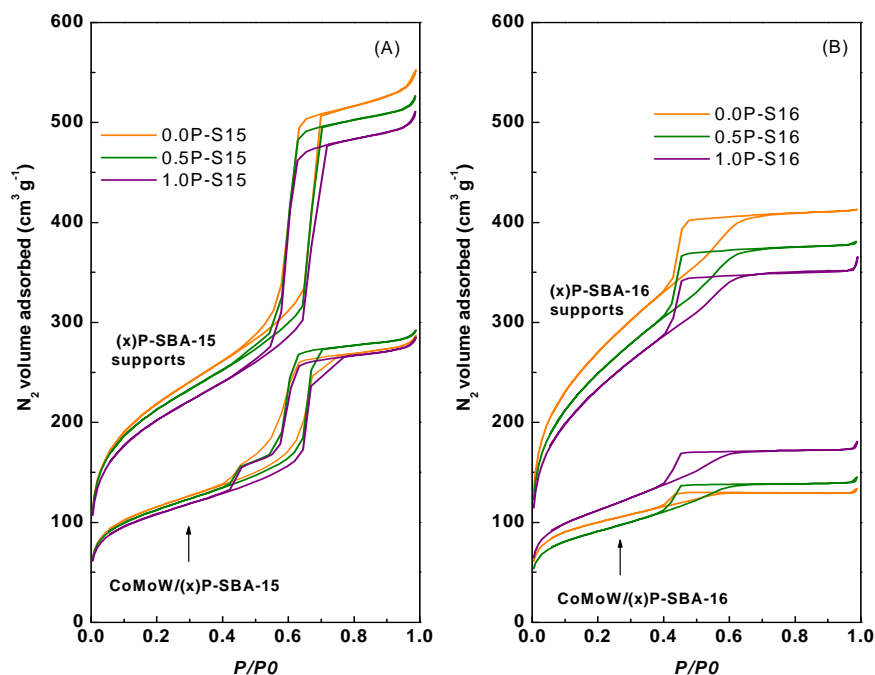 (A)
0.0P-S15
0.5P-S15
1.0P-S15
(x)P-SBA-15
supports
CoMoW/(x)P-SBA-15
N₂ volume adsorbed (cm³ g⁻¹)
600
500
400
300
200
100
0
0.0
0.2
0.4
0.6
0.8
1.0
P/P0
(B)
0.0P-S16
0.5P-S16
1.0P-S16
(x)P-SBA-16
supports
CoMoW/(x)P-SBA-16
N₂ volume adsorbed (cm³ g⁻¹)
600
500
400
300
200
100
0
0.0
0.2
0.4
0.6
0.8
1.0
P/P0